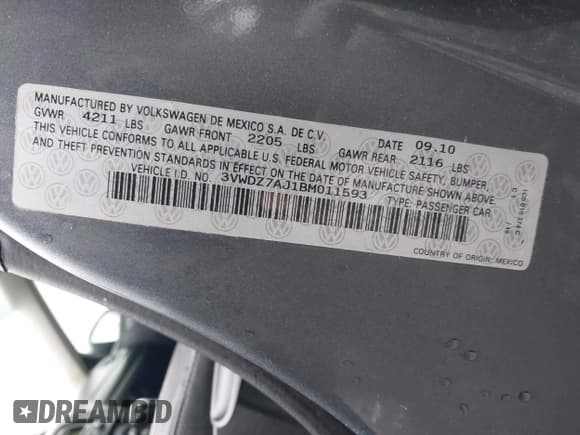 MANUFACTURED BY VOLKSWAGEN DE MEXICO S.A. DE C.V. DATE 09.10
GVWR 4211 LBS GAWR FRONT 2205 LBS GAWR REAR 2116 LBS
THIS VEHICLE CONFORMS TO ALL APPLICABLE U.S. FEDERAL MOTOR VEHICLE SAFETY, BUMPER,
AND THEFT PREVENTION STANDARDS IN EFFECT ON THE DATE OF MANUFACTURE SHOWN ABOVE.
VEHICLE I.D. NO. 3VWDZ7AJ1BM011593 TYPE: PASSENGER CAR
COUNTRY OF ORIGIN: MEXICO
DREAMBID